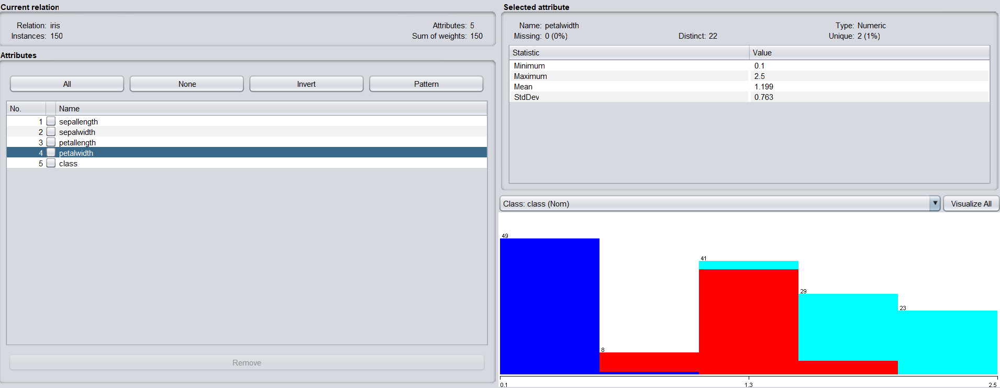 Current relation
Relation: iris
Attributes: 5
Instances: 150
Sum of weights: 150
Attributes
All
None
Invert
Pattern
No.
Name
1 sepallength
2 sepalwidth
3 petallength
4 petalwidth
5 class
Remove
Selected attribute
Name: petalwidth
Type: Numeric
Missing: 0 (0%)
Distinct: 22
Unique: 2 (1%)
Statistic
Value
Minimum 0.1
Maximum 2.5
Mean 1.199
StdDev 0.763
Class: class (Nom)
Visualize All
49
41
29
23
8
0.1
1.3
2.5